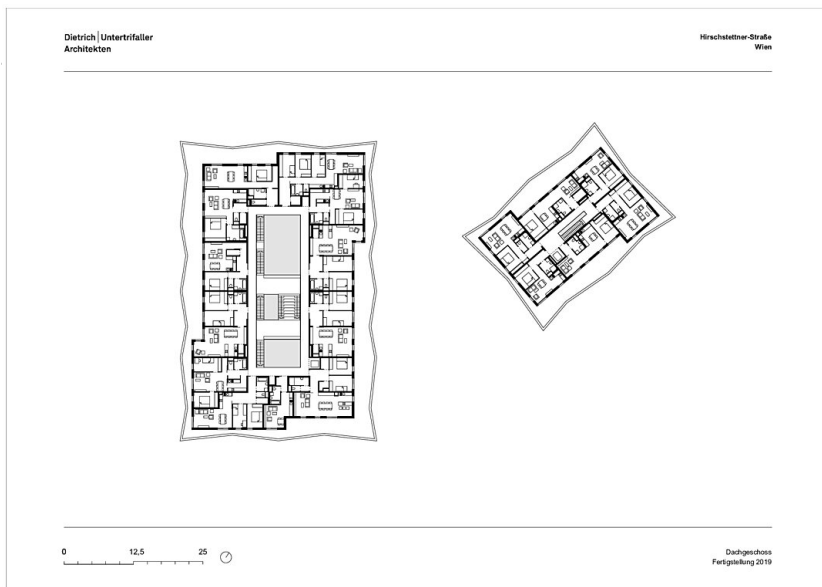 Dietrich | Untertrifaller
Architekten
Hirschstettner-Straße
Wien
0 12,5 25
Dachgeschoss
Fertigstellung 2019